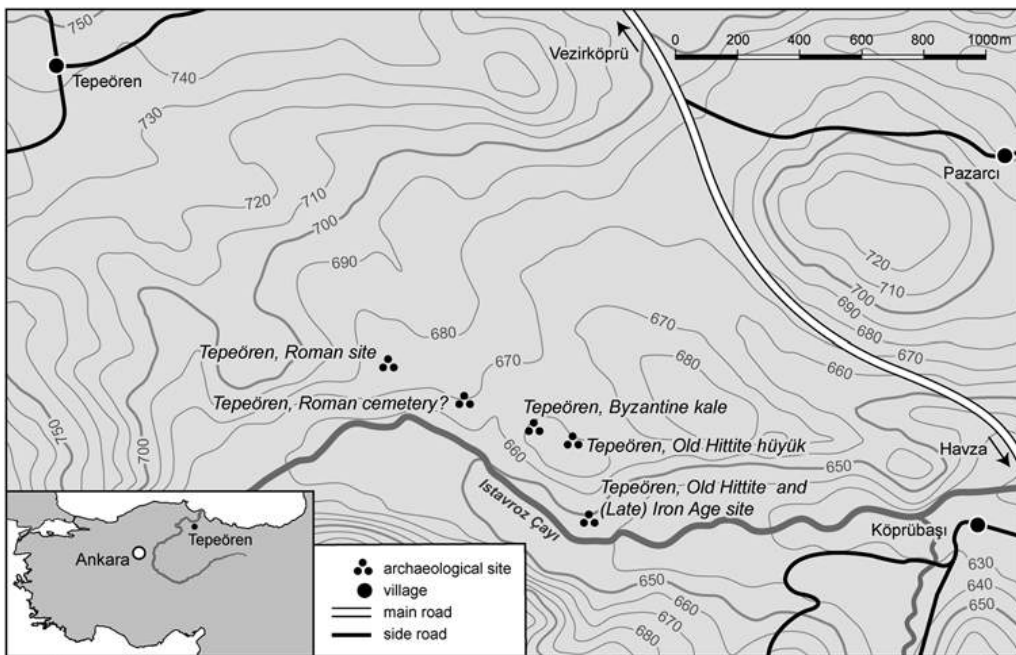 750
Tepeören
740
730
720
710
700
690
680
670
Vezirköprü
0 200 400 600 800 1000m
Pazarcı
720
710
700
690
680
670
660
670
680
Tepeören, Roman site
Tepeören, Roman cemetery?
Tepeören, Byzantine kale
Tepeören, Old Hittite hüyük
660
650
Havza
Tepeören, Old Hittite and
(Late) Iron Age site
Istavroz Çayı
Köprübaşı
750
700
650
660
670
680
630
640
650
Ankara
Tepeören
archaeological site
village
main road
side road